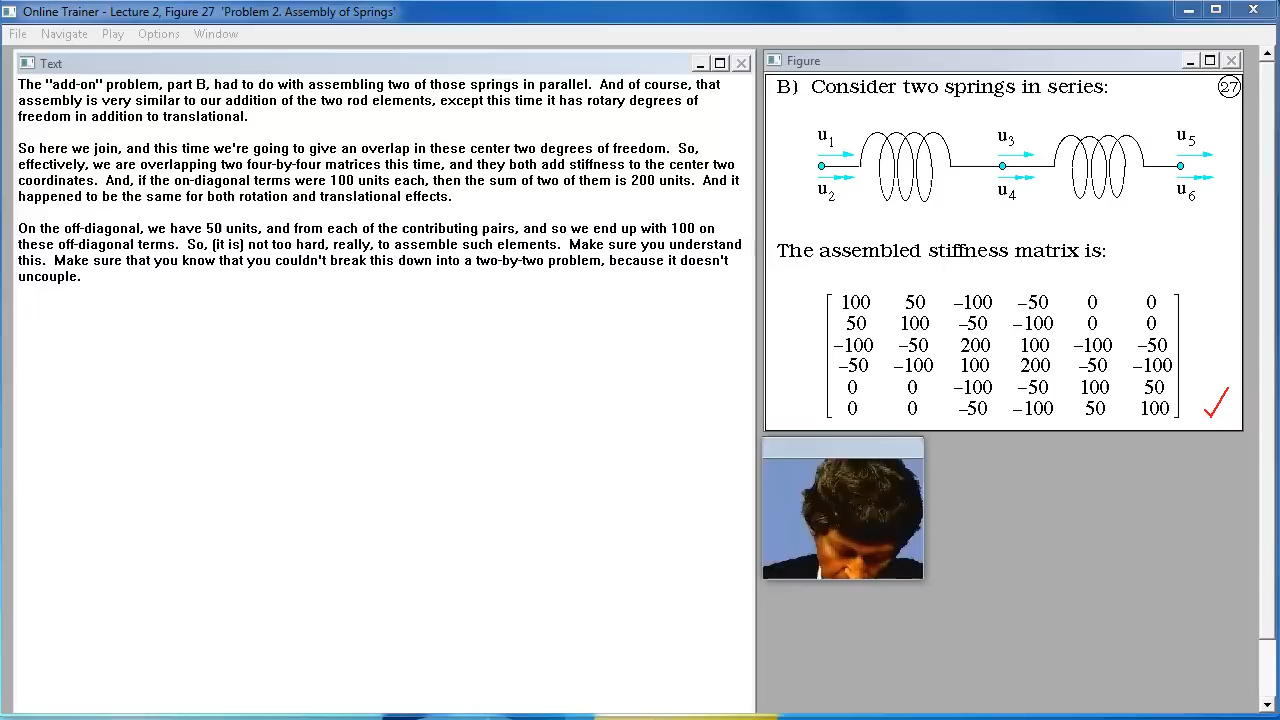 Online Trainer - Lecture 2, Figure 27 'Problem 2. Assembly of Springs'
File Navigate Play Options Window
Text
The "add-on" problem, part B, had to do with assembling two of those springs in parallel. And of course, that
assembly is very similar to our addition of the two rod elements, except this time it has rotary degrees of
freedom in addition to translational.
So here we join, and this time we're going to give an overlap in these center two degrees of freedom. So,
effectively, we are overlapping two four-by-four matrices this time, and they both add stiffness to the center two
coordinates. And, if the on-diagonal terms were 100 units each, then the sum of two of them is 200 units. And it
happened to be the same for both rotation and translational effects.
On the off-diagonal, we have 50 units, and from each of the contributing pairs, and so we end up with 100 on
these off-diagonal terms. So, (it is) not too hard, really, to assemble such elements. Make sure you understand
this. Make sure that you know that you couldn't break this down into a two-by-two problem, because it doesn't
uncouple.
Figure
B) Consider two springs in series: 27
u1 u3 u5
u2 u4 u6
The assembled stiffness matrix is:
100 50 –100 –50 0 0
50 100 –50 –100 0 0
–100 –50 200 100 –100 –50
–50 –100 100 200 –50 –100
0 0 –100 –50 100 50
0 0 –50 –100 50 100